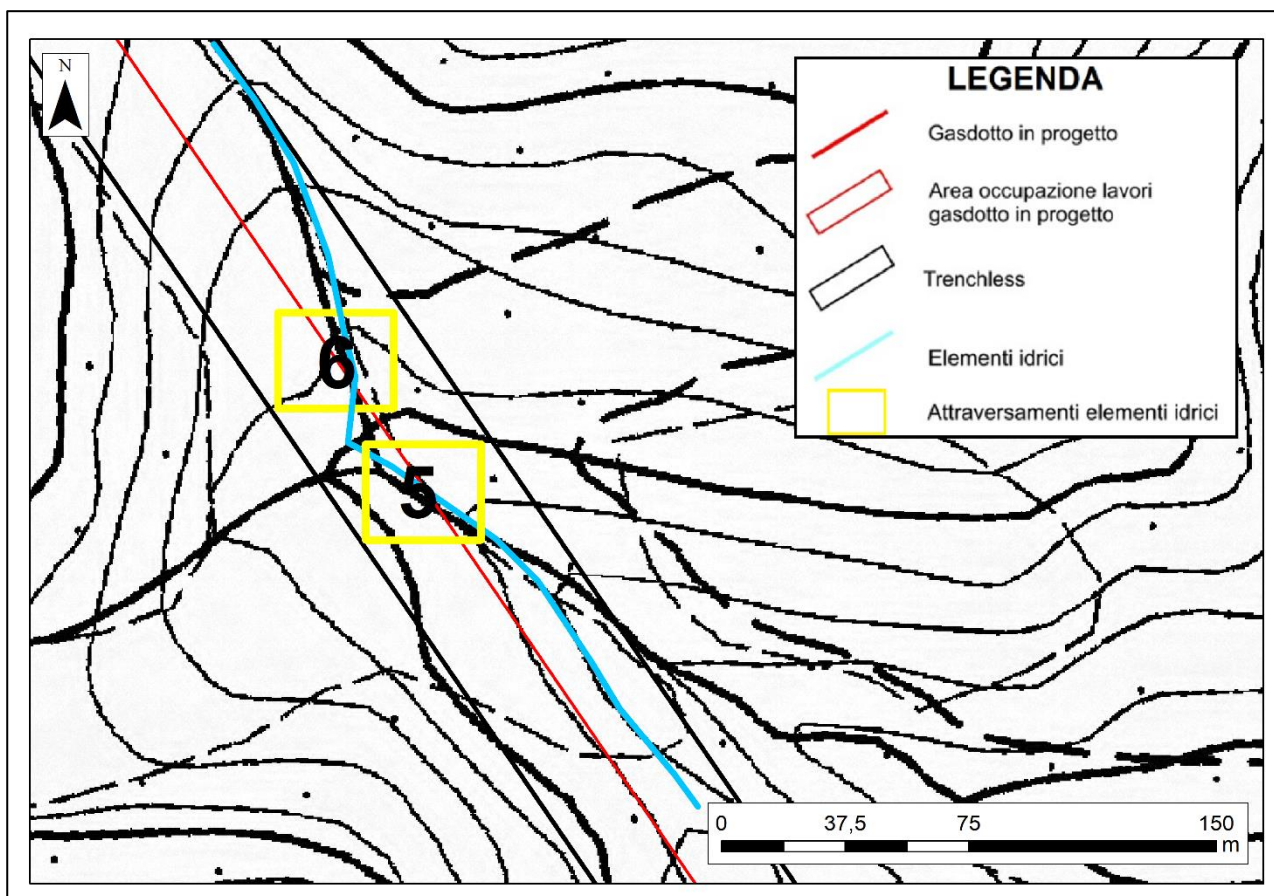 N
LEGENDA
Gasdotto in progetto
Area occupazione lavori
gasdotto in progetto
Trenchless
Elementi idrici
Attraversamenti elementi idrici
6
5
0 37,5 75 150
m